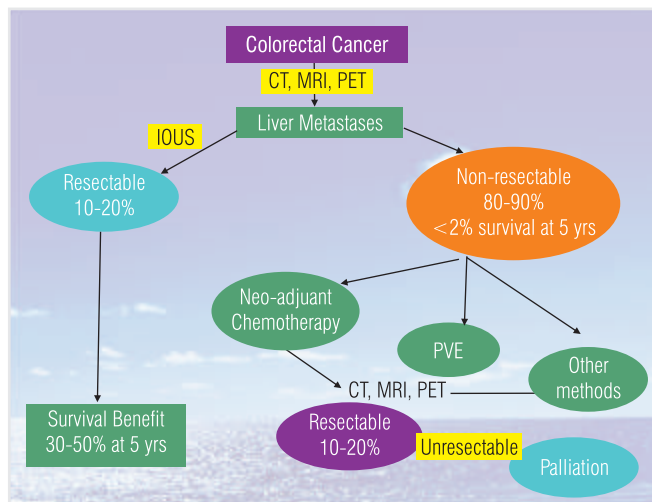 Colorectal Cancer
CT, MRI, PET
Liver Metastases
IOUS
Resectable
10-20%
Non-resectable
80-90%
<2% survival at 5 yrs
Neo-adjuant
Chemotherapy
PVE
Other
methods
CT, MRI, PET
Survival Benefit
30-50% at 5 yrs
Resectable
10-20%
Unresectable
Palliation